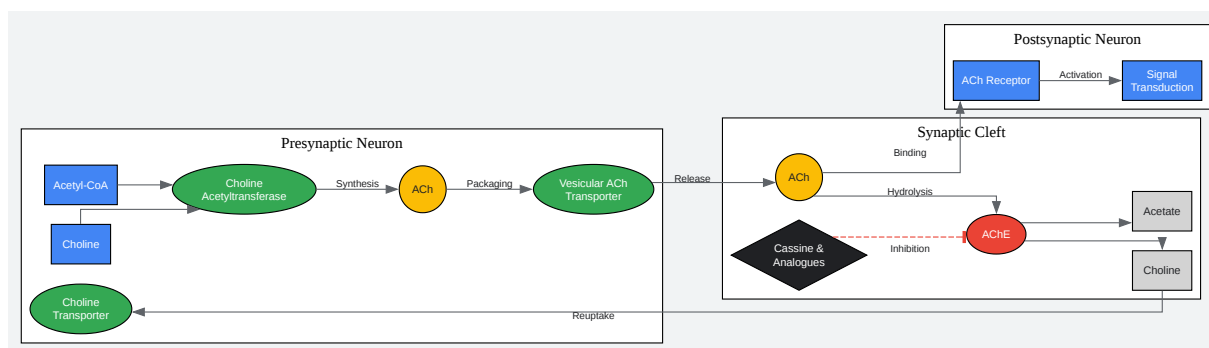 Postsynaptic Neuron
ACh Receptor
Activation
Signal
Transduction
Presynaptic Neuron
Acetyl-CoA
Choline
Choline
Acetyltransferase
Synthesis
ACh
Packaging
Vesicular ACh
Transporter
Choline
Transporter
Release
Synaptic Cleft
ACh
Binding
Hydrolysis
Cassine &
Analogues
Inhibition
AChE
Acetate
Choline
Reuptake